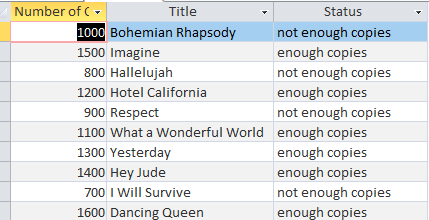 Number of C Title Status
1000 Bohemian Rhapsody not enough copies
1500 Imagine enough copies
800 Hallelujah not enough copies
1200 Hotel California enough copies
900 Respect not enough copies
1100 What a Wonderful World enough copies
1300 Yesterday enough copies
1400 Hey Jude enough copies
700 I Will Survive not enough copies
1600 Dancing Queen enough copies